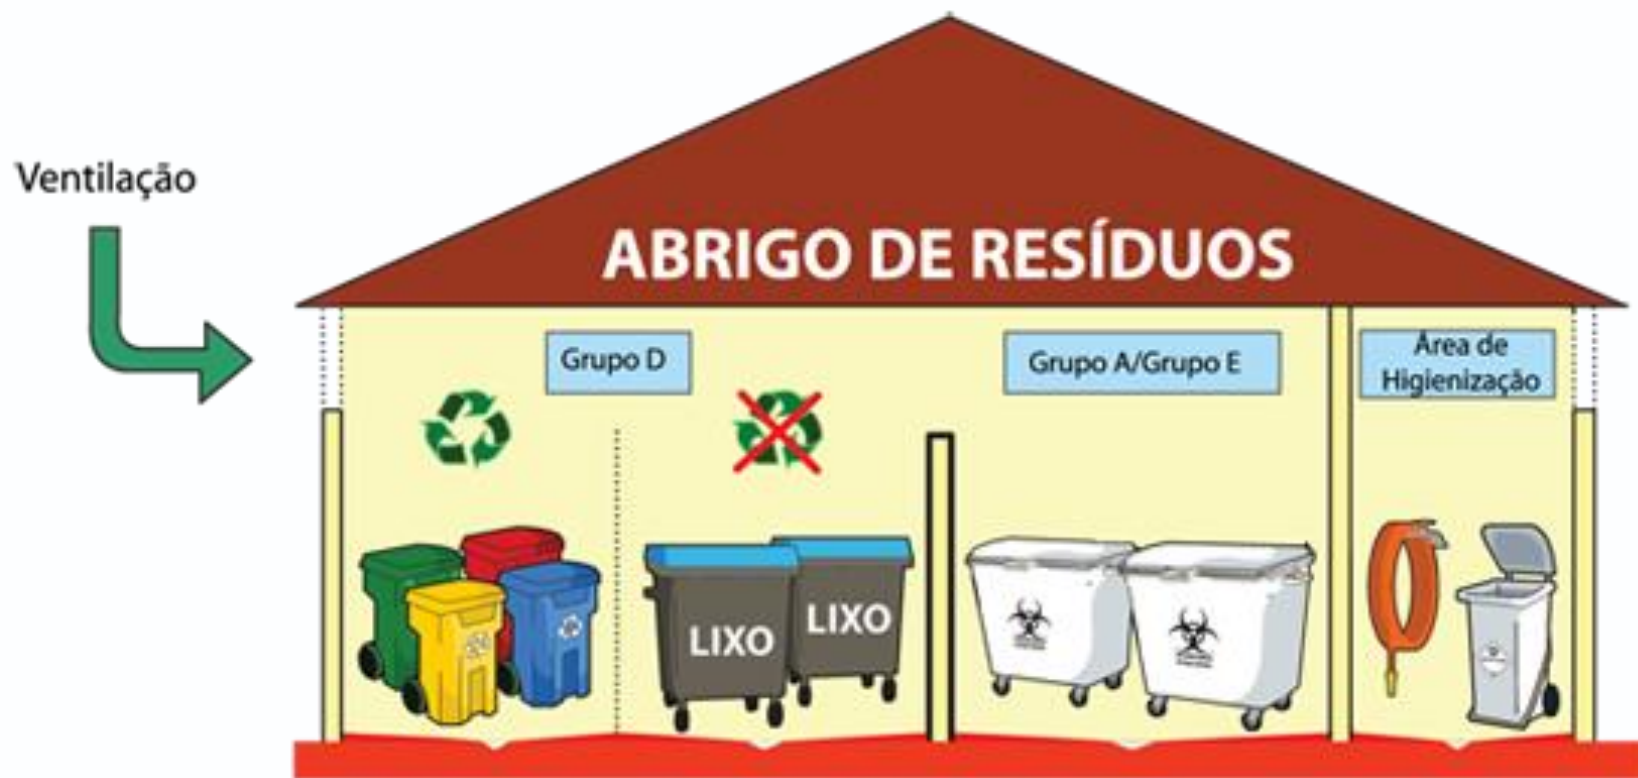 Ventilação
ABRIGO DE RESÍDUOS
Grupo D
Grupo A/Grupo E
Área de
Higienização
LIXO
LIXO